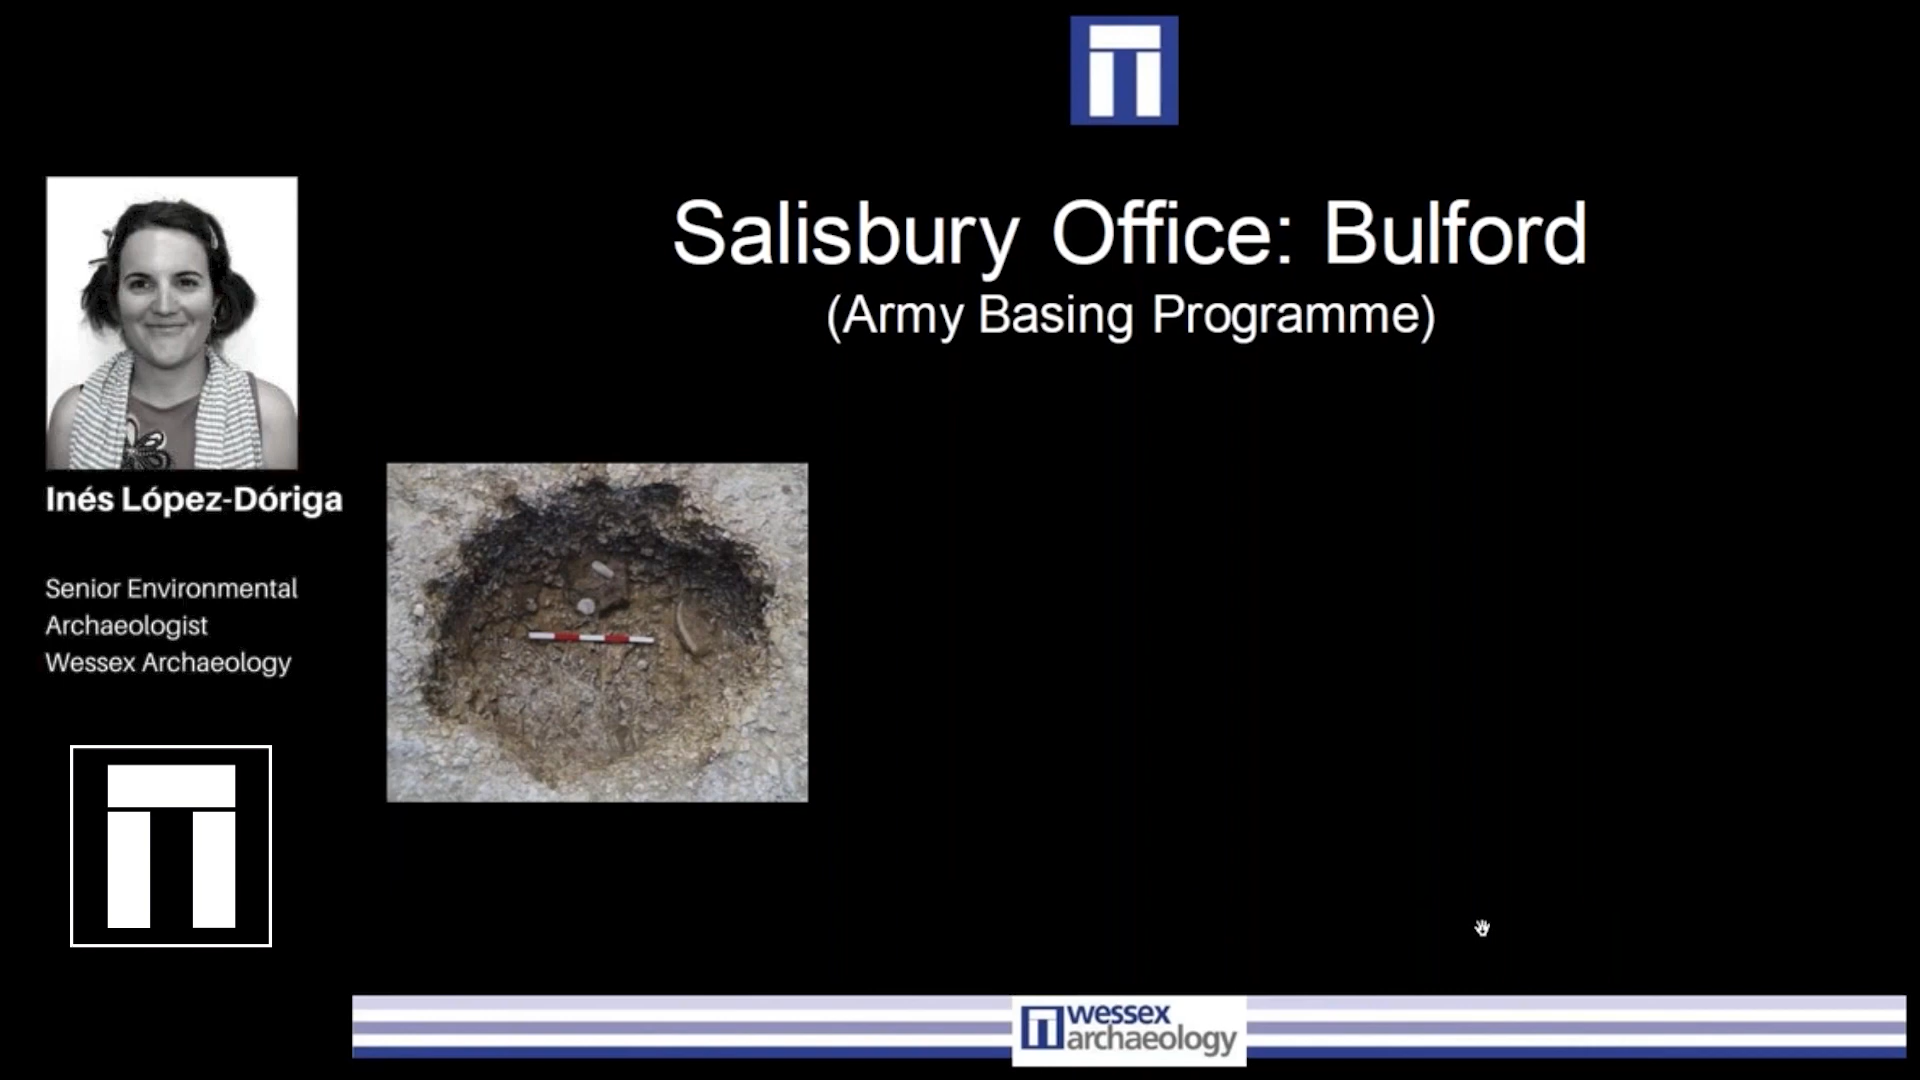 Salisbury Office: Bulford
(Army Basing Programme)
Inés López-Dóriga
Senior Environmental
Archaeologist
Wessex Archaeology
wessex
archaeology